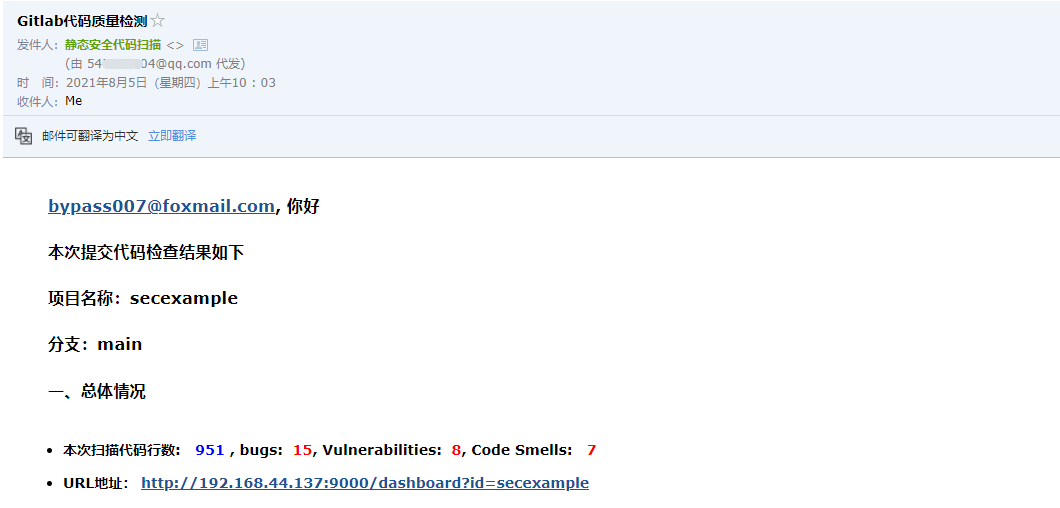 Gitlab代码质量检测
发件人：静态安全代码扫描 <>
(由 54 04@qq.com 代发)
时 间：2021年8月5日 (星期四) 上午10：03
收件人：Me
邮件可翻译为中文 立即翻译
bypass007@foxmail.com, 你好
本次提交代码检查结果如下
项目名称：secexample
分支：main
一、总体情况
• 本次扫描代码行数: 951 , bugs: 15, Vulnerabilities: 8, Code Smells: 7
• URL地址: http://192.168.44.137:9000/dashboard?id=secexample